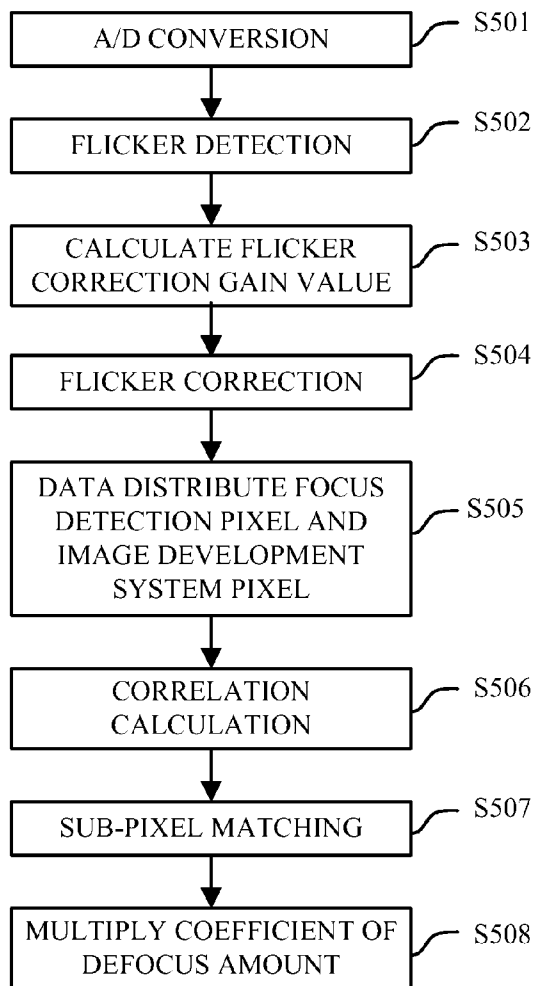 A/D CONVERSION
S501
FLICKER DETECTION
S502
CALCULATE FLICKER
CORRECTION GAIN VALUE
S503
FLICKER CORRECTION
S504
DATA DISTRIBUTE FOCUS
DETECTION PIXEL AND
IMAGE DEVELOPMENT
SYSTEM PIXEL
S505
CORRELATION
CALCULATION
S506
SUB-PIXEL MATCHING
S507
MULTIPLY COEFFICIENT OF
DEFOCUS AMOUNT
S508